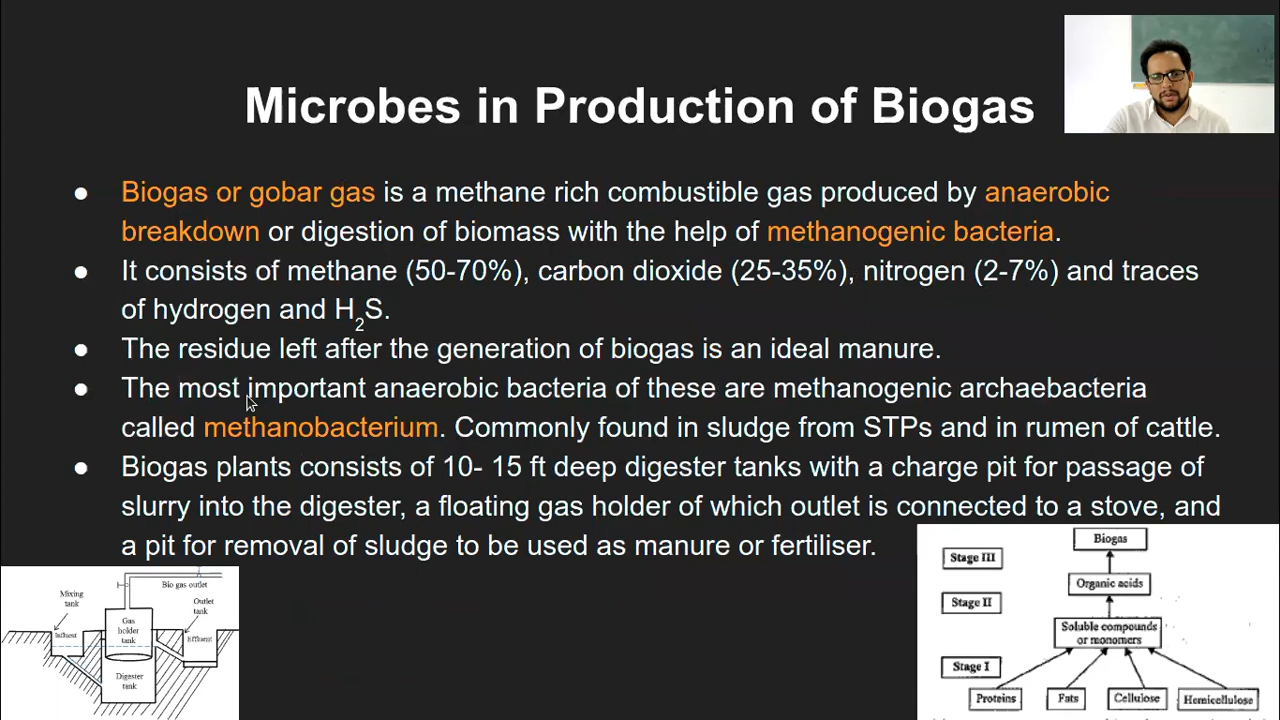 Microbes in Production of Biogas
● Biogas or gobar gas is a methane rich combustible gas produced by anaerobic
breakdown or digestion of biomass with the help of methanogenic bacteria.
● It consists of methane (50-70%), carbon dioxide (25-35%), nitrogen (2-7%) and traces
of hydrogen and H₂S.
● The residue left after the generation of biogas is an ideal manure.
● The most important anaerobic bacteria of these are methanogenic archaebacteria
called methanobacterium. Commonly found in sludge from STPs and in rumen of cattle.
● Biogas plants consists of 10- 15 ft deep digester tanks with a charge pit for passage of
slurry into the digester, a floating gas holder of which outlet is connected to a stove, and
a pit for removal of sludge to be used as manure or fertiliser.
Bio gas outlet
Mixing
tank
Outlet
tank
Gas
holder
tank
Influent
Effluent
Digester
tank
Biogas
Stage III
Organic acids
Stage II
Soluble compounds
or monomers
Stage I
Proteins
Fats
Cellulose
Hemicellulose